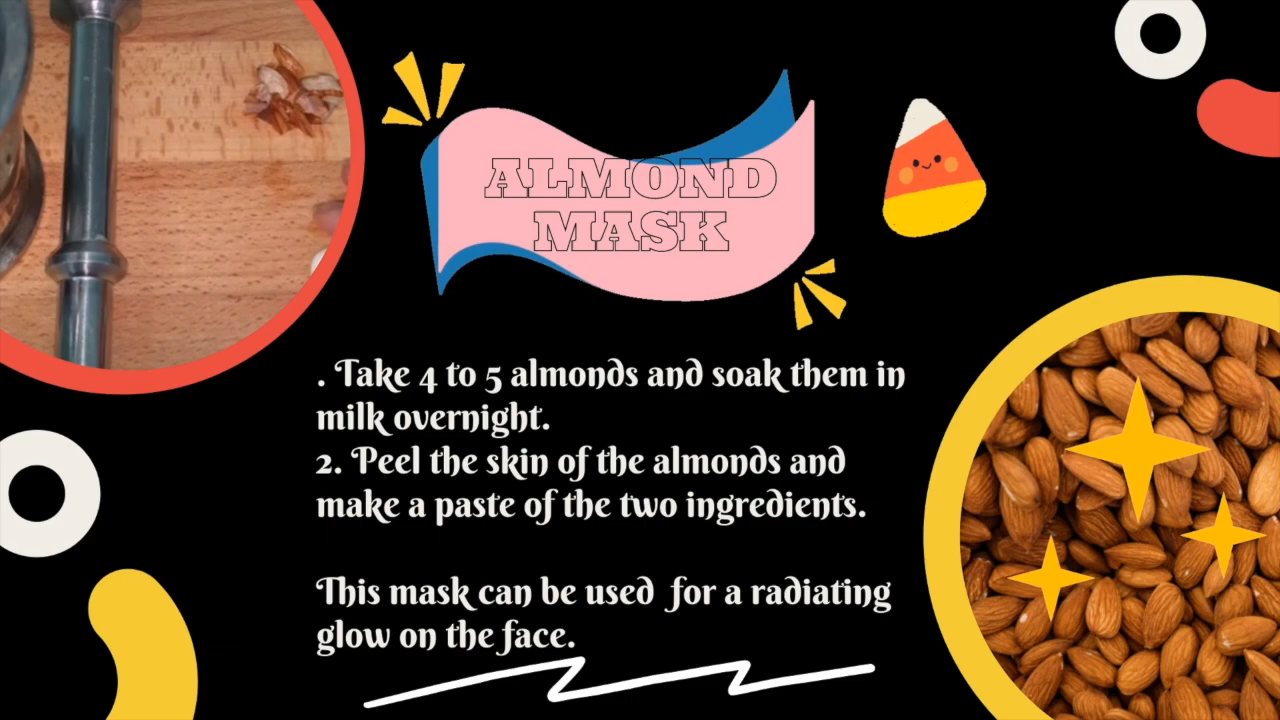 ALMOND
MASK
. Take 4 to 5 almonds and soak them in
milk overnight.
2. Peel the skin of the almonds and
make a paste of the two ingredients.
This mask can be used  for a radiating
glow on the face.